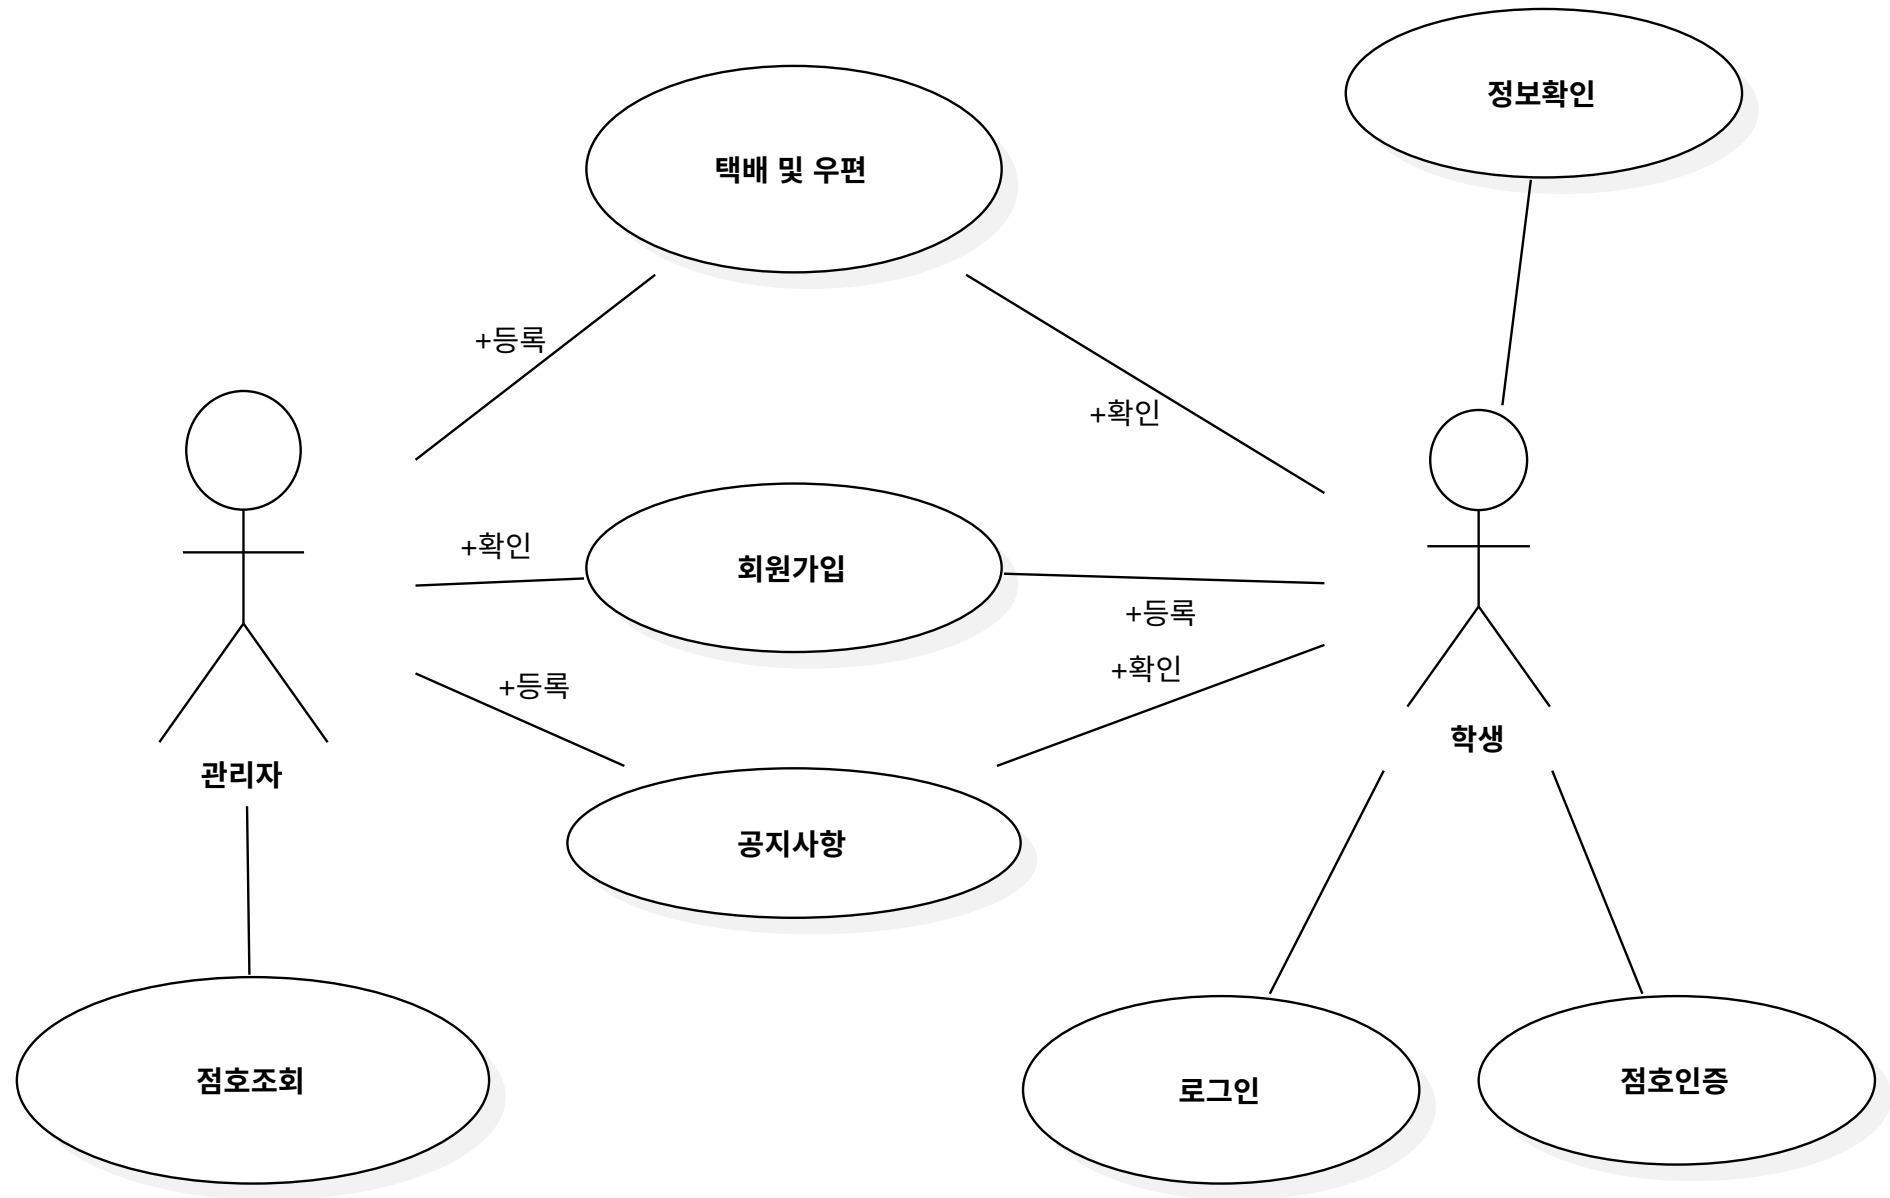 정보확인
택배 및 우편
+등록
+확인
+확인
회원가입
+등록
+확인
+등록
학생
관리자
공지사항
점호조회
로그인
점호인증